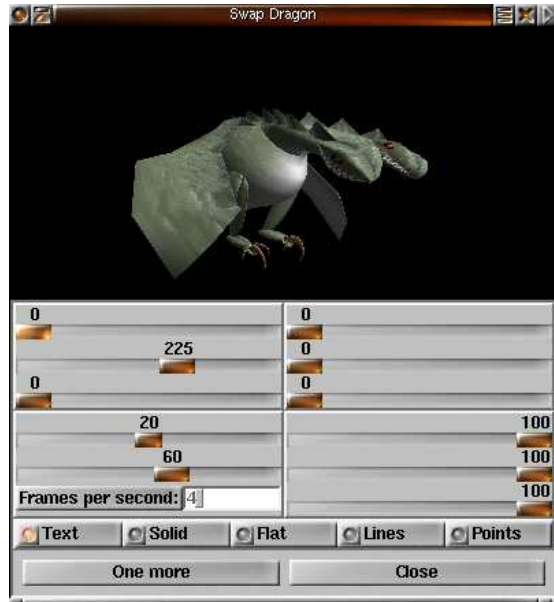 Swap Dragon
0 0
225 0
0 0
20 100
60 100
Frames per second: 4 100
Text Solid Flat Lines Points
One more Close